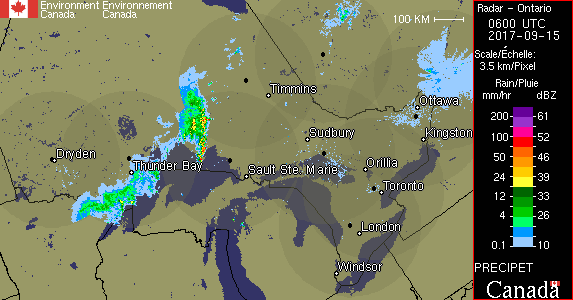 Environment Environnement
Canada Canada
100 KM
Timmins
Ottawa
Sudbury
Kingston
Dryden
Thunder Bay
Sault Ste. Marie
Orillia
Toronto
London
Windsor
Radar - Ontario
0600 UTC
2017-09-15
Scale/Échelle:
3.5 km/Pixel
Rain/Pluie
mm/hr dBZ
200 61
100 52
50 46
24 39
12 33
4 26
0.1 10
PRECIPET
Canada